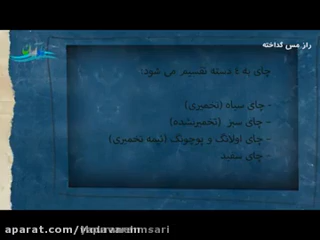 راز مس گداخته
چای به ٤ دسته تقسیم می شود:
- چای سیاه (تخمیری)
- چای سبز (تخمیرنشده)
- چای اولانگ و پوچونگ (نیمه تخمیری)
- چای سفید
aparat.com/